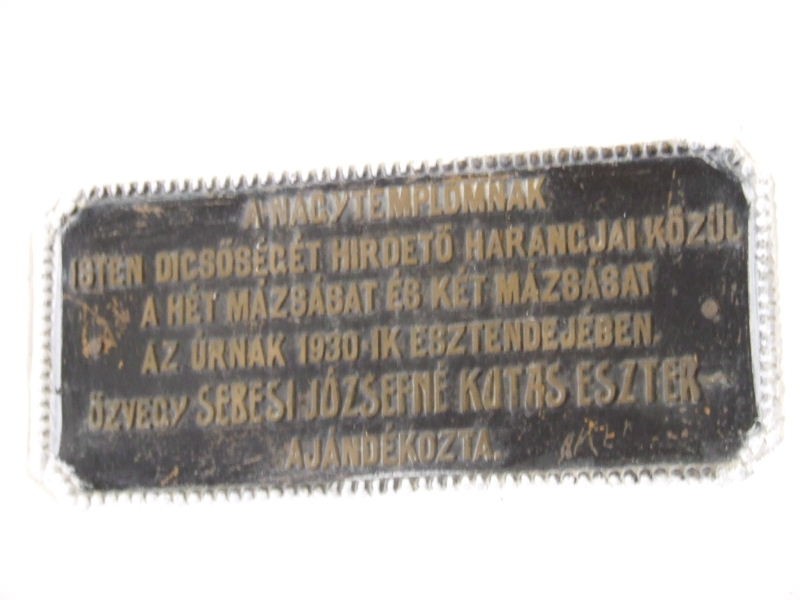 A NAGYTEMPLOMNAK
ISTEN DICSŐSÉGÉT HIRDETŐ HARANGJAI KÖZÜL
A HÉT MÁZSÁSAT ÉS KÉT MÁZSÁSAT
AZ ÚRNAK 1930-IK ESZTENDEJÉBEN,
ÖZVEGY SEBESI JÓZSEFNÉ KUTAS ESZTER
AJÁNDÉKOZTA.